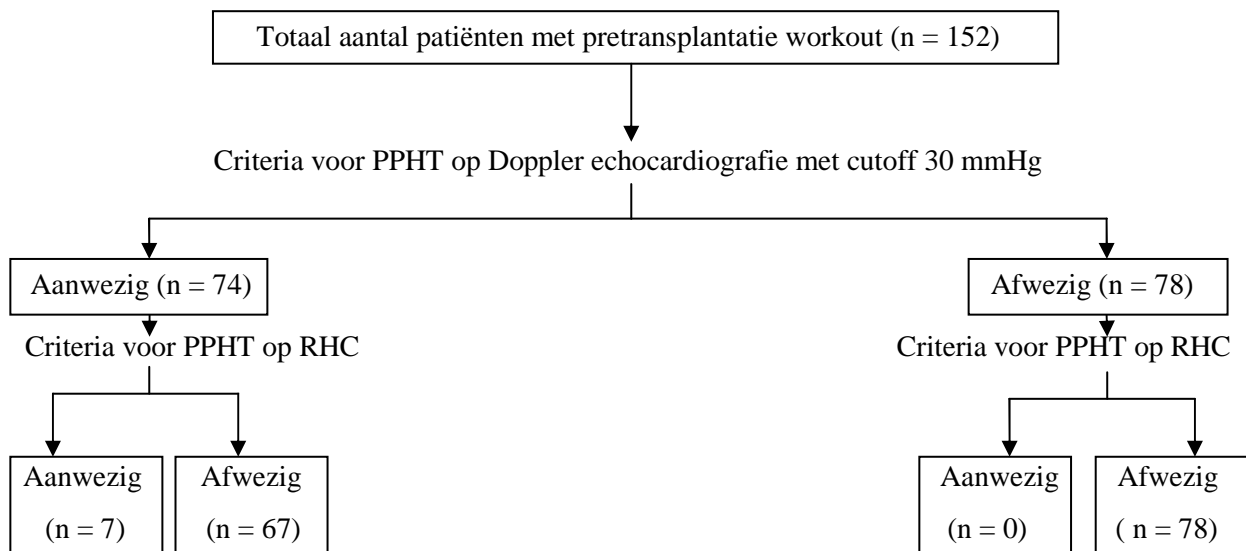 Totaal aantal patiënten met pretransplantatie workout (n = 152)
Criteria voor PPHT op Doppler echocardiografie met cutoff 30 mmHg
Aanwezig (n = 74)
Afwezig (n = 78)
Criteria voor PPHT op RHC
Criteria voor PPHT op RHC
Aanwezig
(n = 7)
Afwezig
(n = 67)
Aanwezig
(n = 0)
Afwezig
( n = 78)